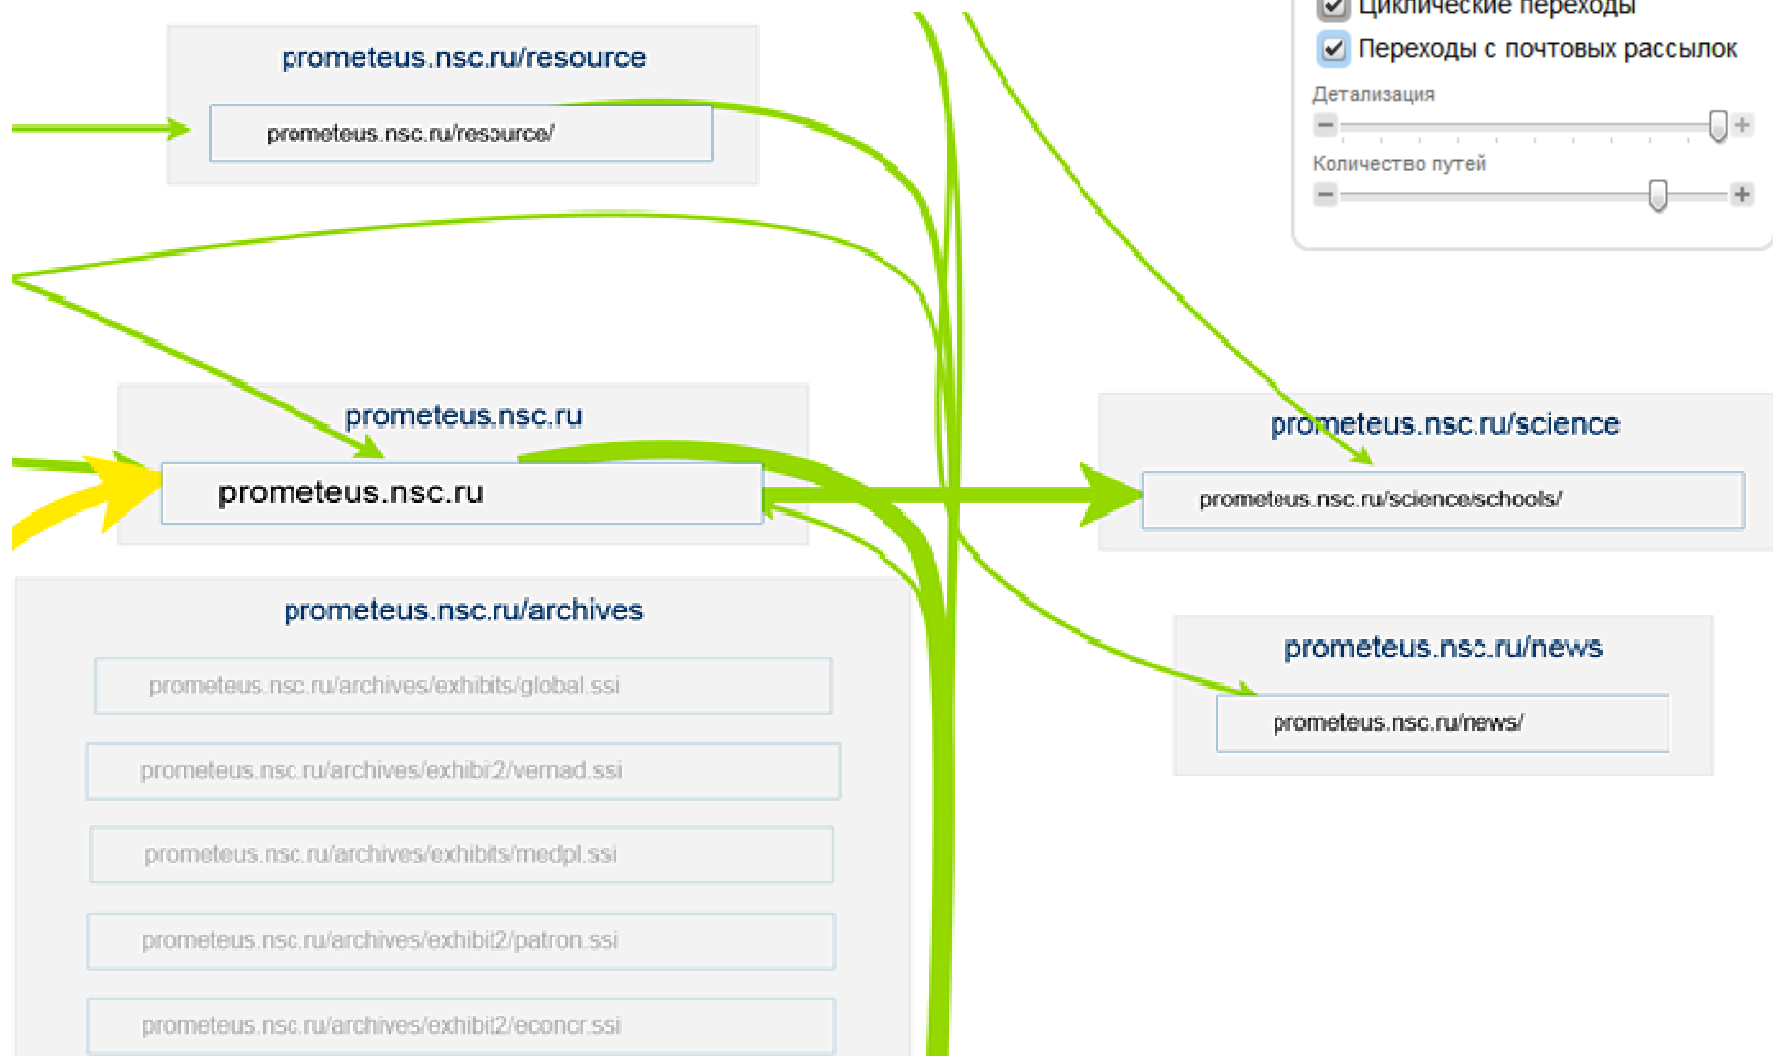 Циклические переходы
Переходы с почтовых рассылок
Детализация
Количество путей
prometeus.nsc.ru/resource
prometeus.nsc.ru/resource/
prometeus.nsc.ru
prometeus.nsc.ru
prometeus.nsc.ru/science
prometeus.nsc.ru/science/schools/
prometeus.nsc.ru/news
prometeus.nsc.ru/news/
prometeus.nsc.ru/archives
prometeus.nsc.ru/archives/exhibits/global.ssi
prometeus.nsc.ru/archives/exhibit2/vernad.ssi
prometeus.nsc.ru/archives/exhibits/medpl.ssi
prometeus.nsc.ru/archives/exhibit2/patron.ssi
prometeus.nsc.ru/archives/exhibit2/econcr.ssi